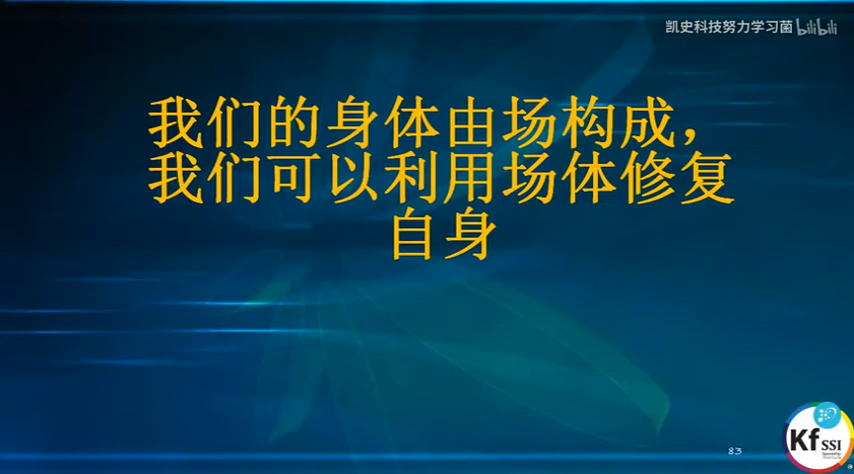 凯史科技努力学习菌 bilibili
我们的身体由场构成,
我们可以利用场体修复
自身
83
Kf SSI